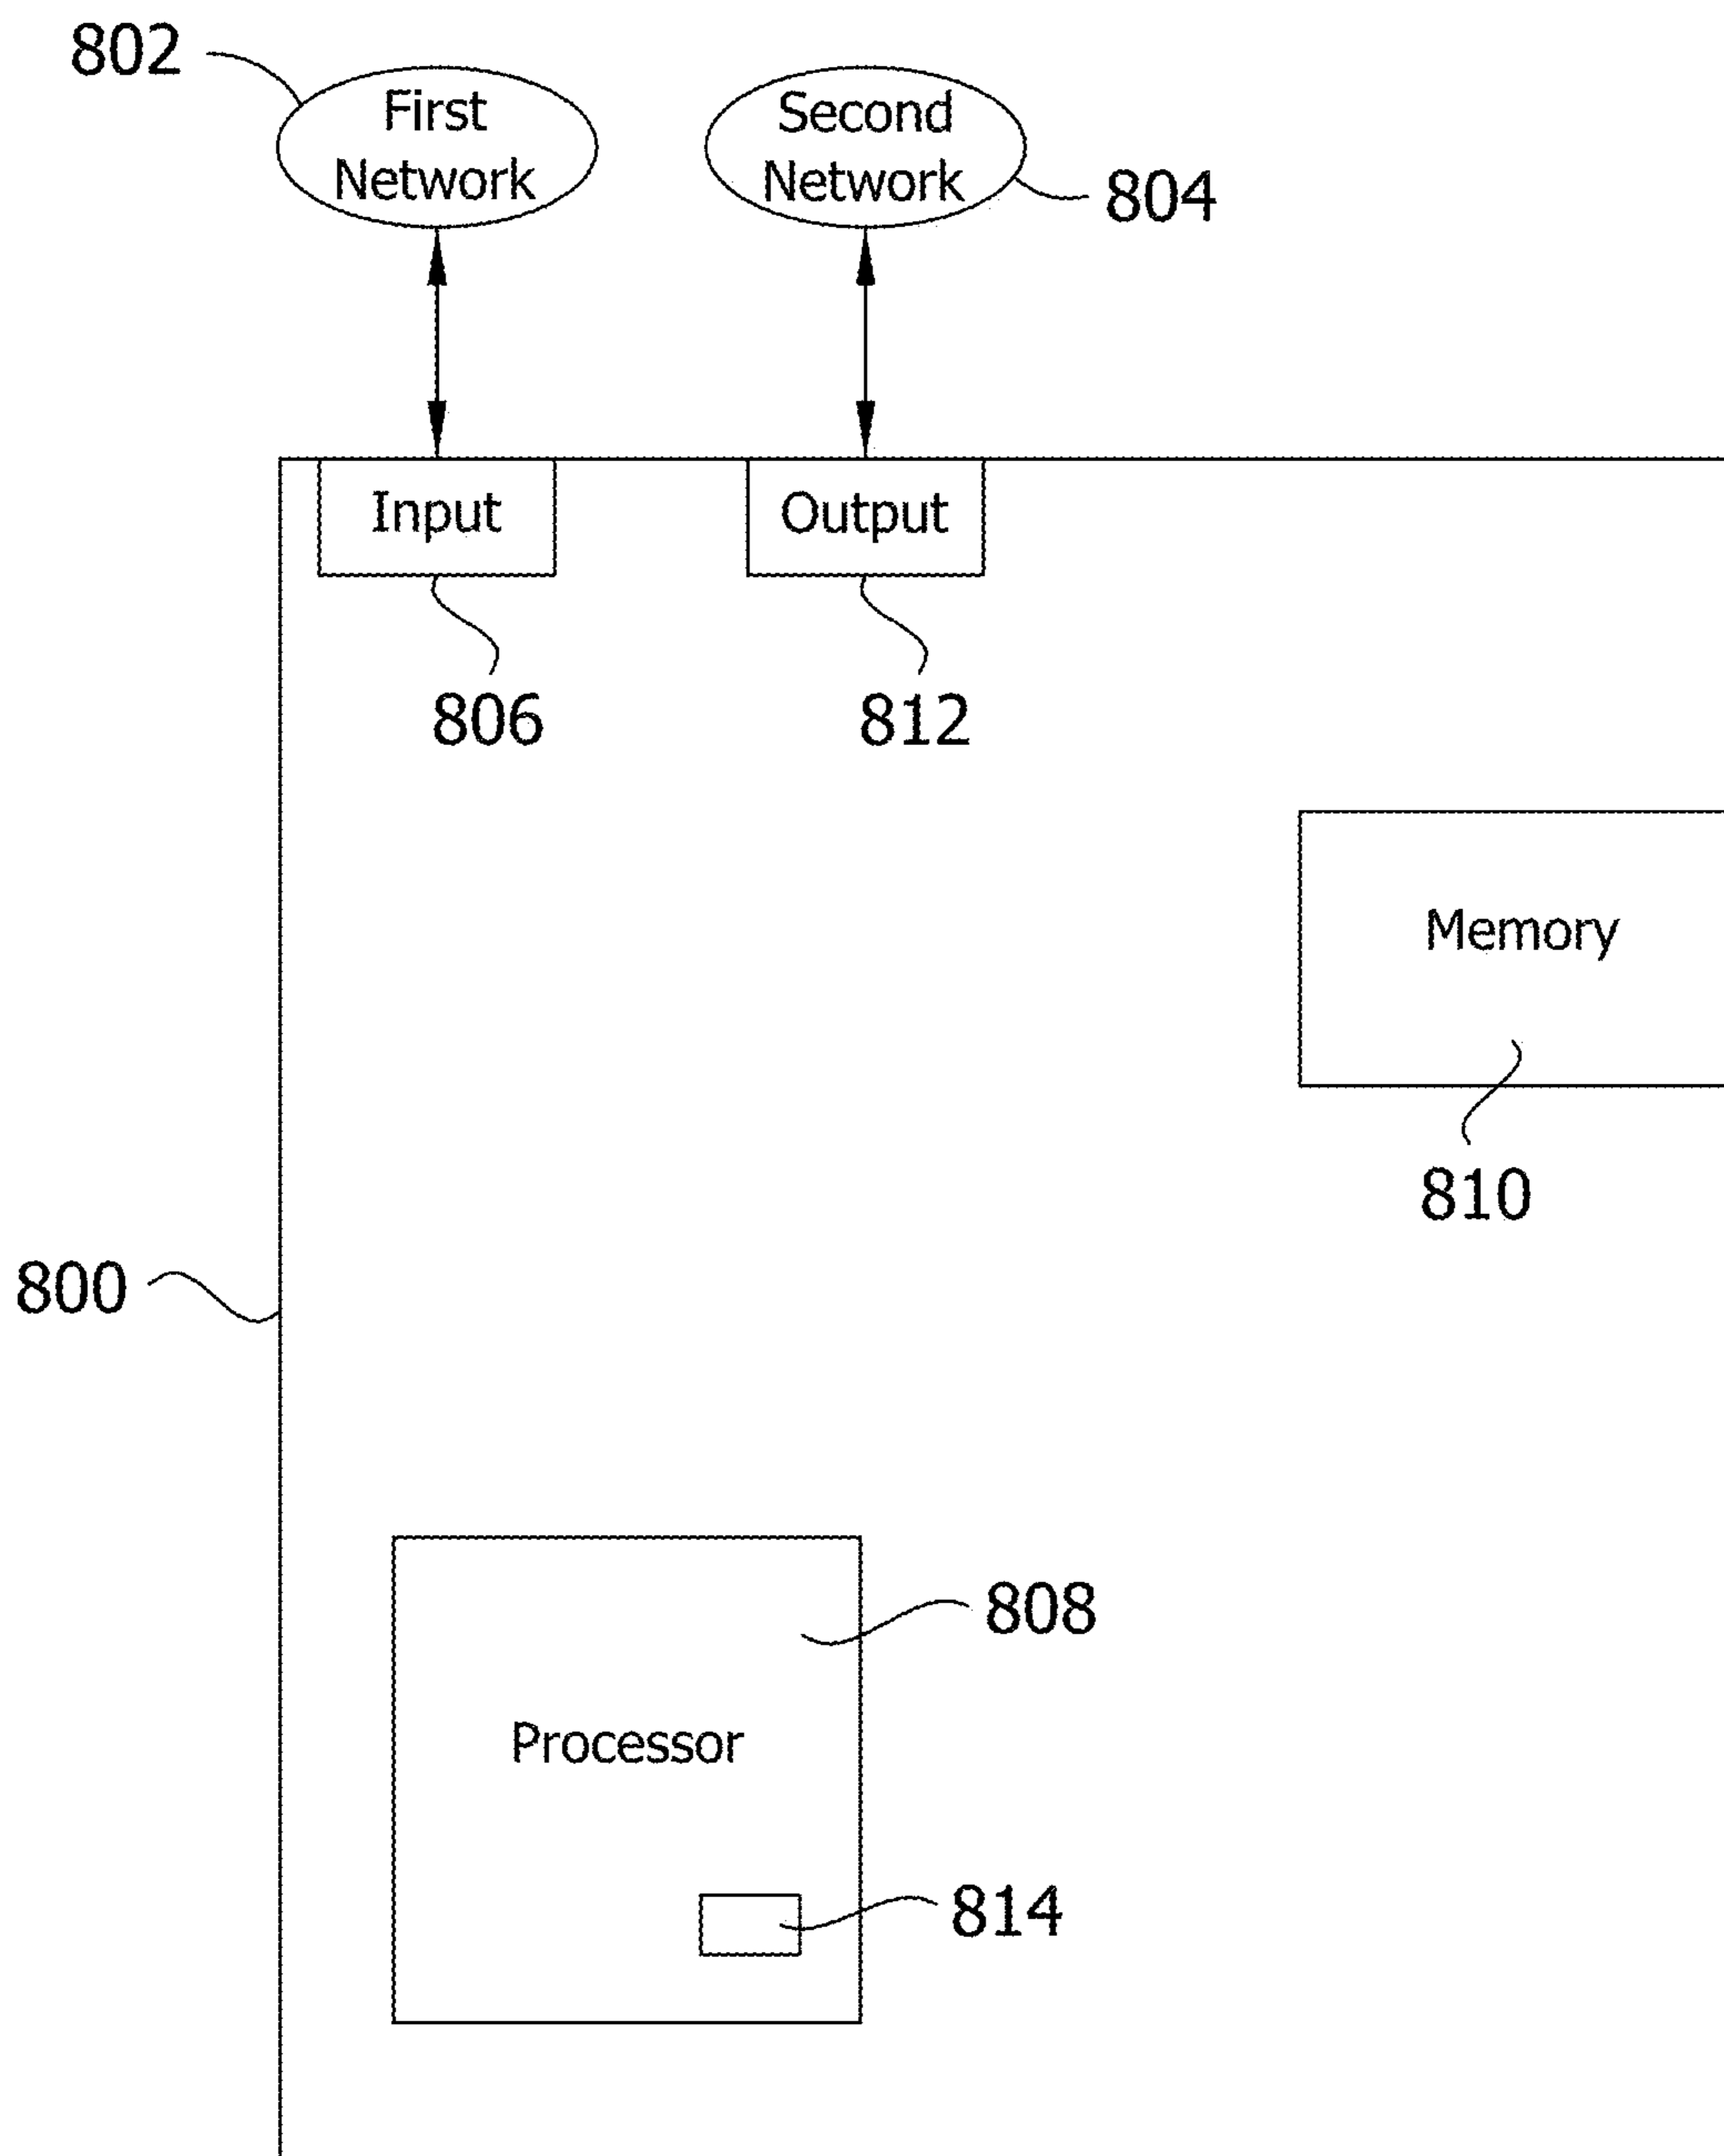 802
First
Network
Second
Network
804
Input
Output
806
812
Memory
810
800
808
Processor
814